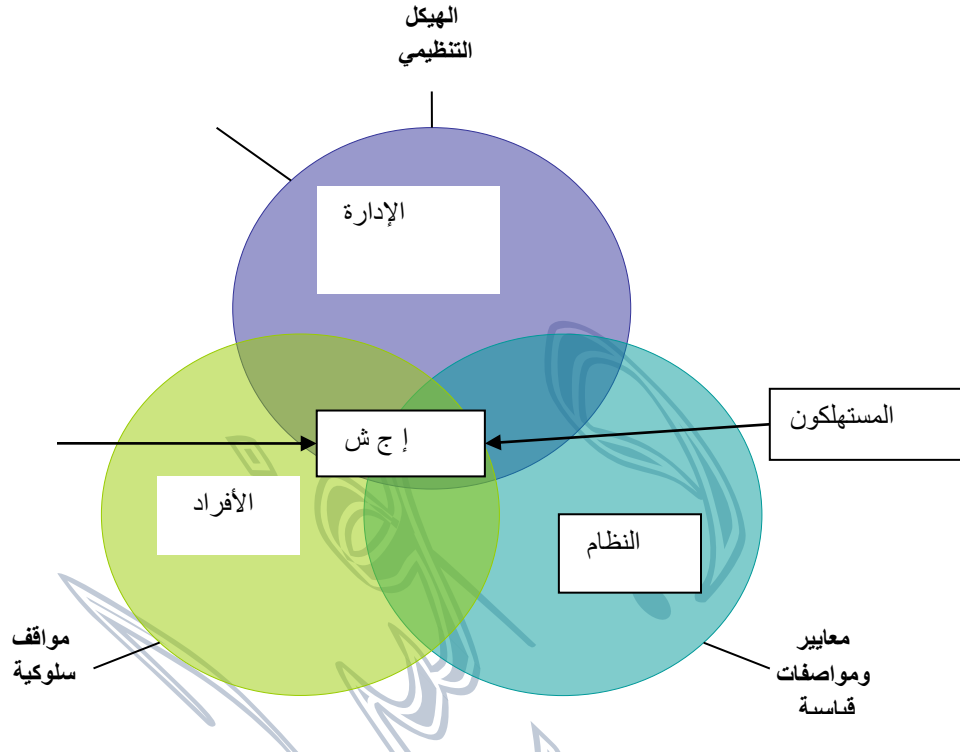 الهيكل
التنظيمي
الإدارة
المستهلكون
إ ج ش
الأفراد
النظام
مواقف
سلوكية
معايير
ومواصفات
قياسية